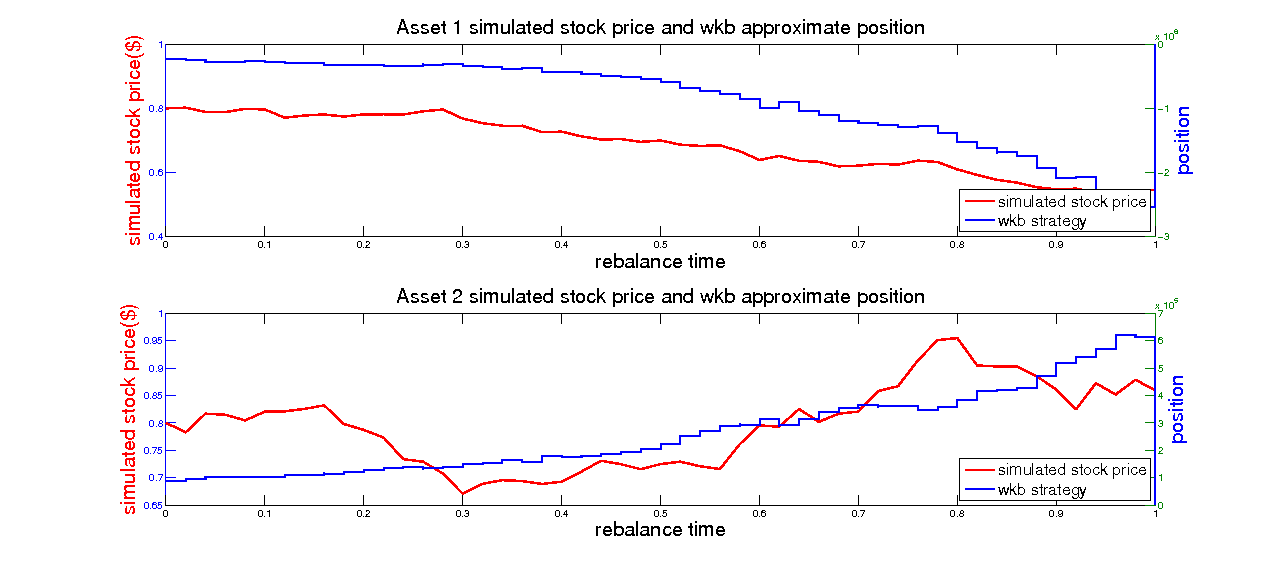 Asset 1 simulated stock price and wkb approximate position
simulated stock price($)
1
0.8
0.6
0.4
0 0.1 0.2 0.3 0.4 0.5 0.6 0.7 0.8 0.9 1
rebalance time
0
-1
-2
-3
position
simulated stock price
wkb strategy
Asset 2 simulated stock price and wkb approximate position
simulated stock price($)
1
0.95
0.9
0.85
0.8
0.75
0.7
0.65
0 0.1 0.2 0.3 0.4 0.5 0.6 0.7 0.8 0.9 1
rebalance time
7
6
5
4
3
2
1
0
position
simulated stock price
wkb strategy